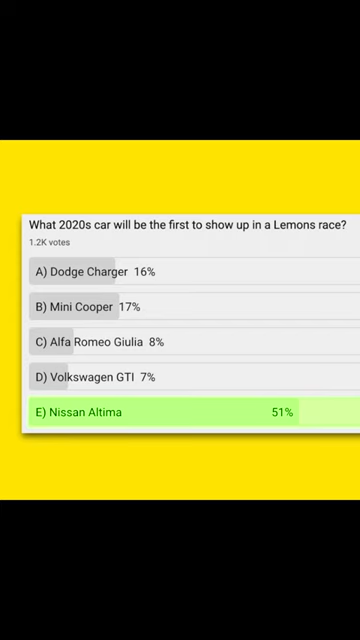 What 2020s car will be the first to show up in a Lemons race?
1.2K votes
A) Dodge Charger 16%
B) Mini Cooper 17%
C) Alfa Romeo Giulia 8%
D) Volkswagen GTI 7%
E) Nissan Altima 51%